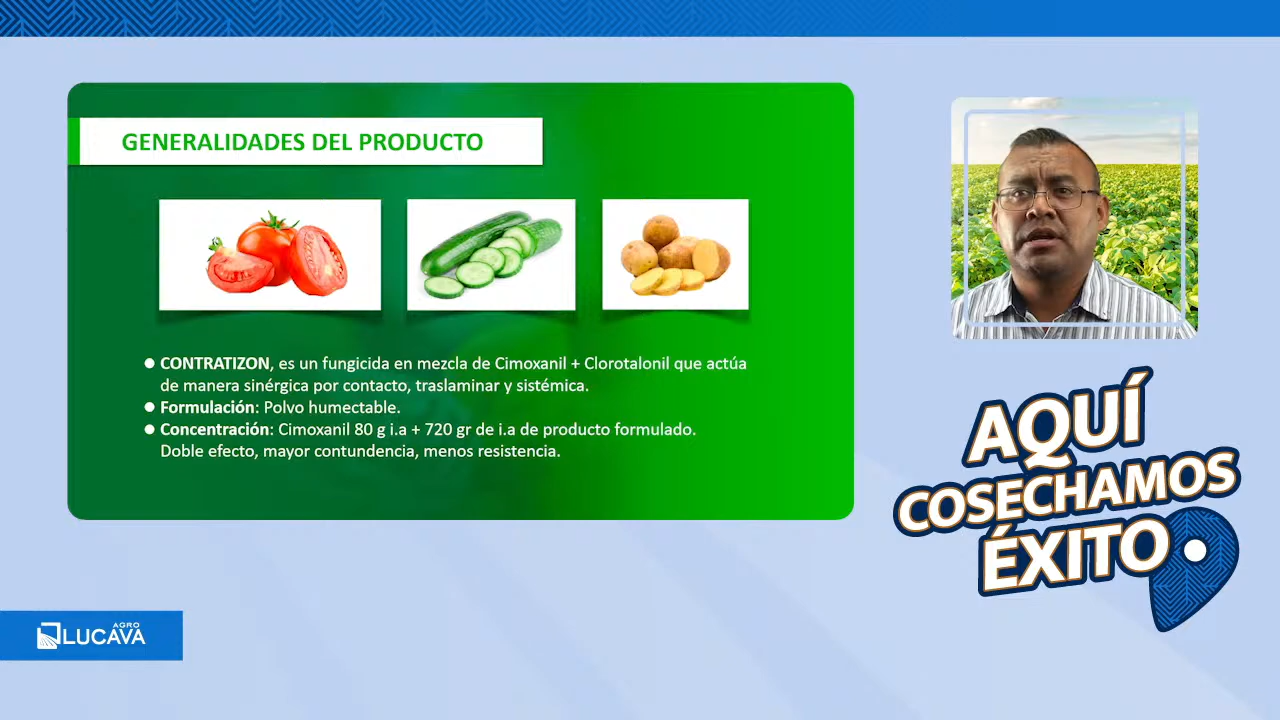 GENERALIDADES DEL PRODUCTO
● CONTRATIZON, es un fungicida en mezcla de Cimoxanil + Clorotalonil que actúa
de manera sinérgica por contacto, traslaminar y sistémica.
● Formulación: Polvo humectable.
● Concentración: Cimoxanil 80 g i.a + 720 gr de i.a de producto formulado.
Doble efecto, mayor contundencia, menos resistencia.
AQUÍ
COSECHAMOS
ÉXITO
AGRO
LUCAVA